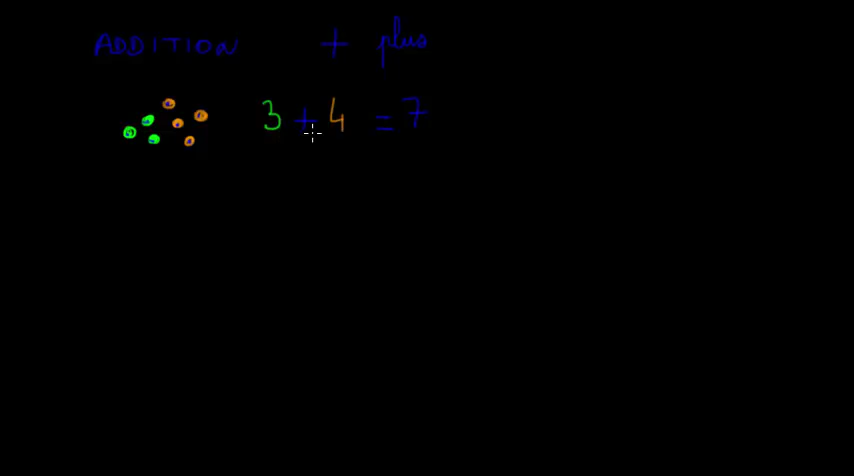 ADDITION + plus
3 + 4 = 7